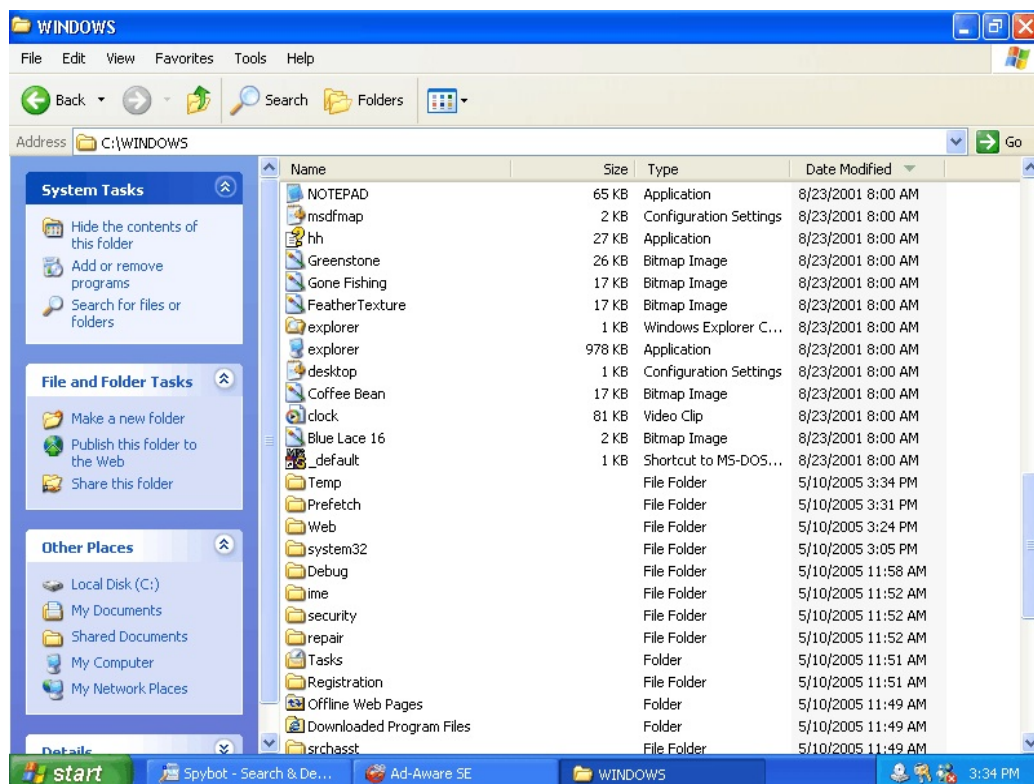 WINDOWS
File Edit View Favorites Tools Help
Back Search Folders
Address C:\WINDOWS Go
System Tasks
Hide the contents of
this folder
Add or remove
programs
Search for files or
folders
File and Folder Tasks
Make a new folder
Publish this folder to
the Web
Share this folder
Other Places
Local Disk (C:)
My Documents
Shared Documents
My Computer
My Network Places
Details
Name Size Type Date Modified
NOTEPAD 65 KB Application 8/23/2001 8:00 AM
msdfmap 2 KB Configuration Settings 8/23/2001 8:00 AM
hh 27 KB Application 8/23/2001 8:00 AM
Greenstone 26 KB Bitmap Image 8/23/2001 8:00 AM
Gone Fishing 17 KB Bitmap Image 8/23/2001 8:00 AM
FeatherTexture 17 KB Bitmap Image 8/23/2001 8:00 AM
explorer 1 KB Windows Explorer C... 8/23/2001 8:00 AM
explorer 978 KB Application 8/23/2001 8:00 AM
desktop 1 KB Configuration Settings 8/23/2001 8:00 AM
Coffee Bean 17 KB Bitmap Image 8/23/2001 8:00 AM
clock 81 KB Video Clip 8/23/2001 8:00 AM
Blue Lace 16 2 KB Bitmap Image 8/23/2001 8:00 AM
_default 1 KB Shortcut to MS-DOS... 8/23/2001 8:00 AM
Temp File Folder 5/10/2005 3:34 PM
Prefetch File Folder 5/10/2005 3:31 PM
Web File Folder 5/10/2005 3:24 PM
system32 File Folder 5/10/2005 3:05 PM
Debug File Folder 5/10/2005 11:58 AM
ime File Folder 5/10/2005 11:52 AM
security File Folder 5/10/2005 11:52 AM
repair File Folder 5/10/2005 11:52 AM
Tasks Folder 5/10/2005 11:51 AM
Registration File Folder 5/10/2005 11:51 AM
Offline Web Pages Folder 5/10/2005 11:49 AM
Downloaded Program Files Folder 5/10/2005 11:49 AM
srchasst File Folder 5/10/2005 11:49 AM
start Spybot - Search & De... Ad-Aware SE WINDOWS 3:34 PM